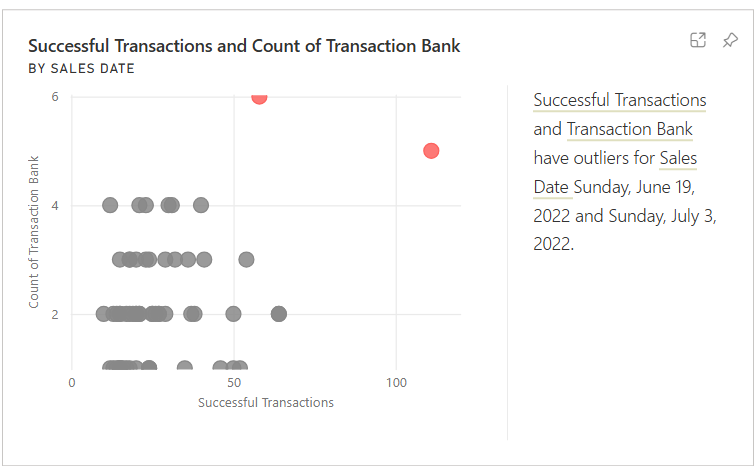 Successful Transactions and Count of Transaction Bank
BY SALES DATE
6
4
2
Count of Transaction Bank
0
50
100
Successful Transactions
Successful Transactions
and Transaction Bank
have outliers for Sales
Date Sunday, June 19,
2022 and Sunday, July 3,
2022.